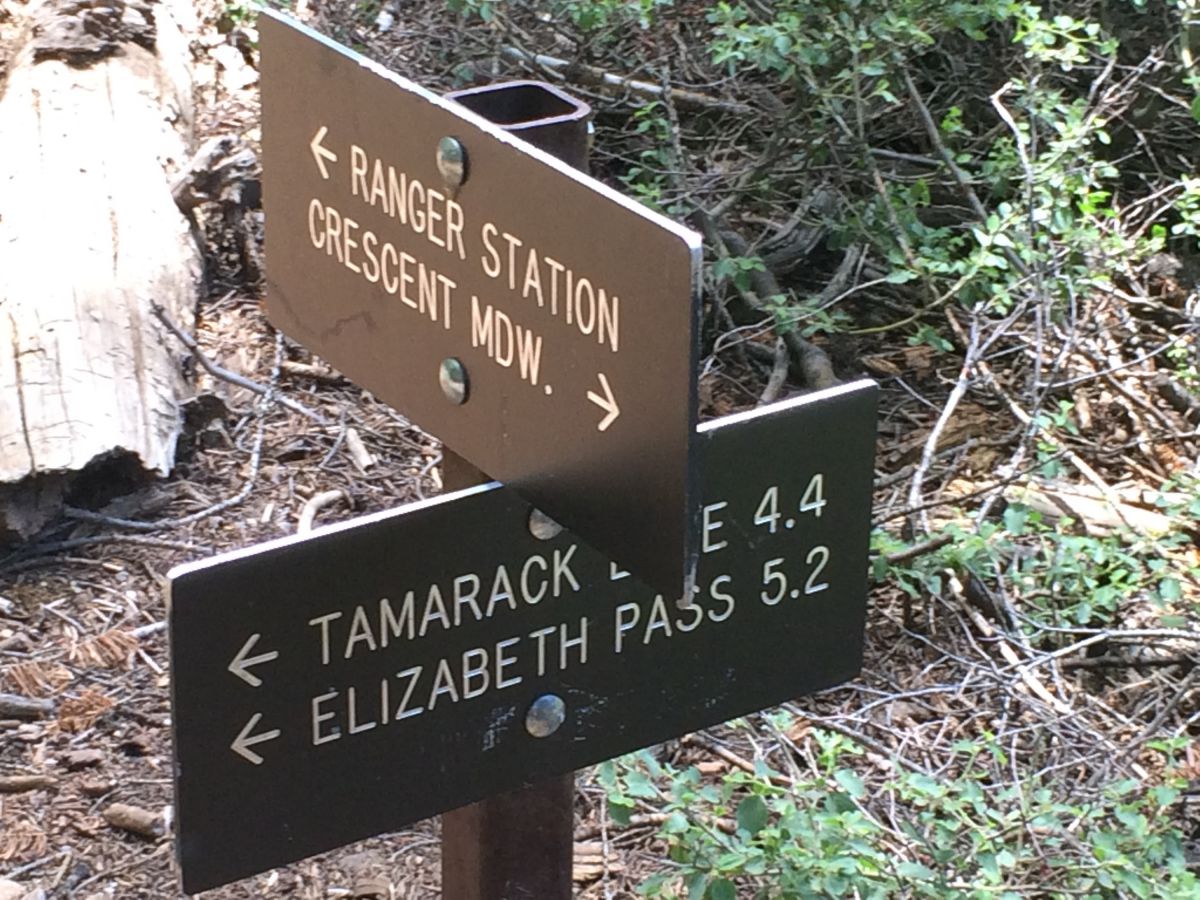 ← RANGER STATION
CRESCENT MDW. →
← TAMARACK E 4.4
← ELIZABETH PASS 5.2